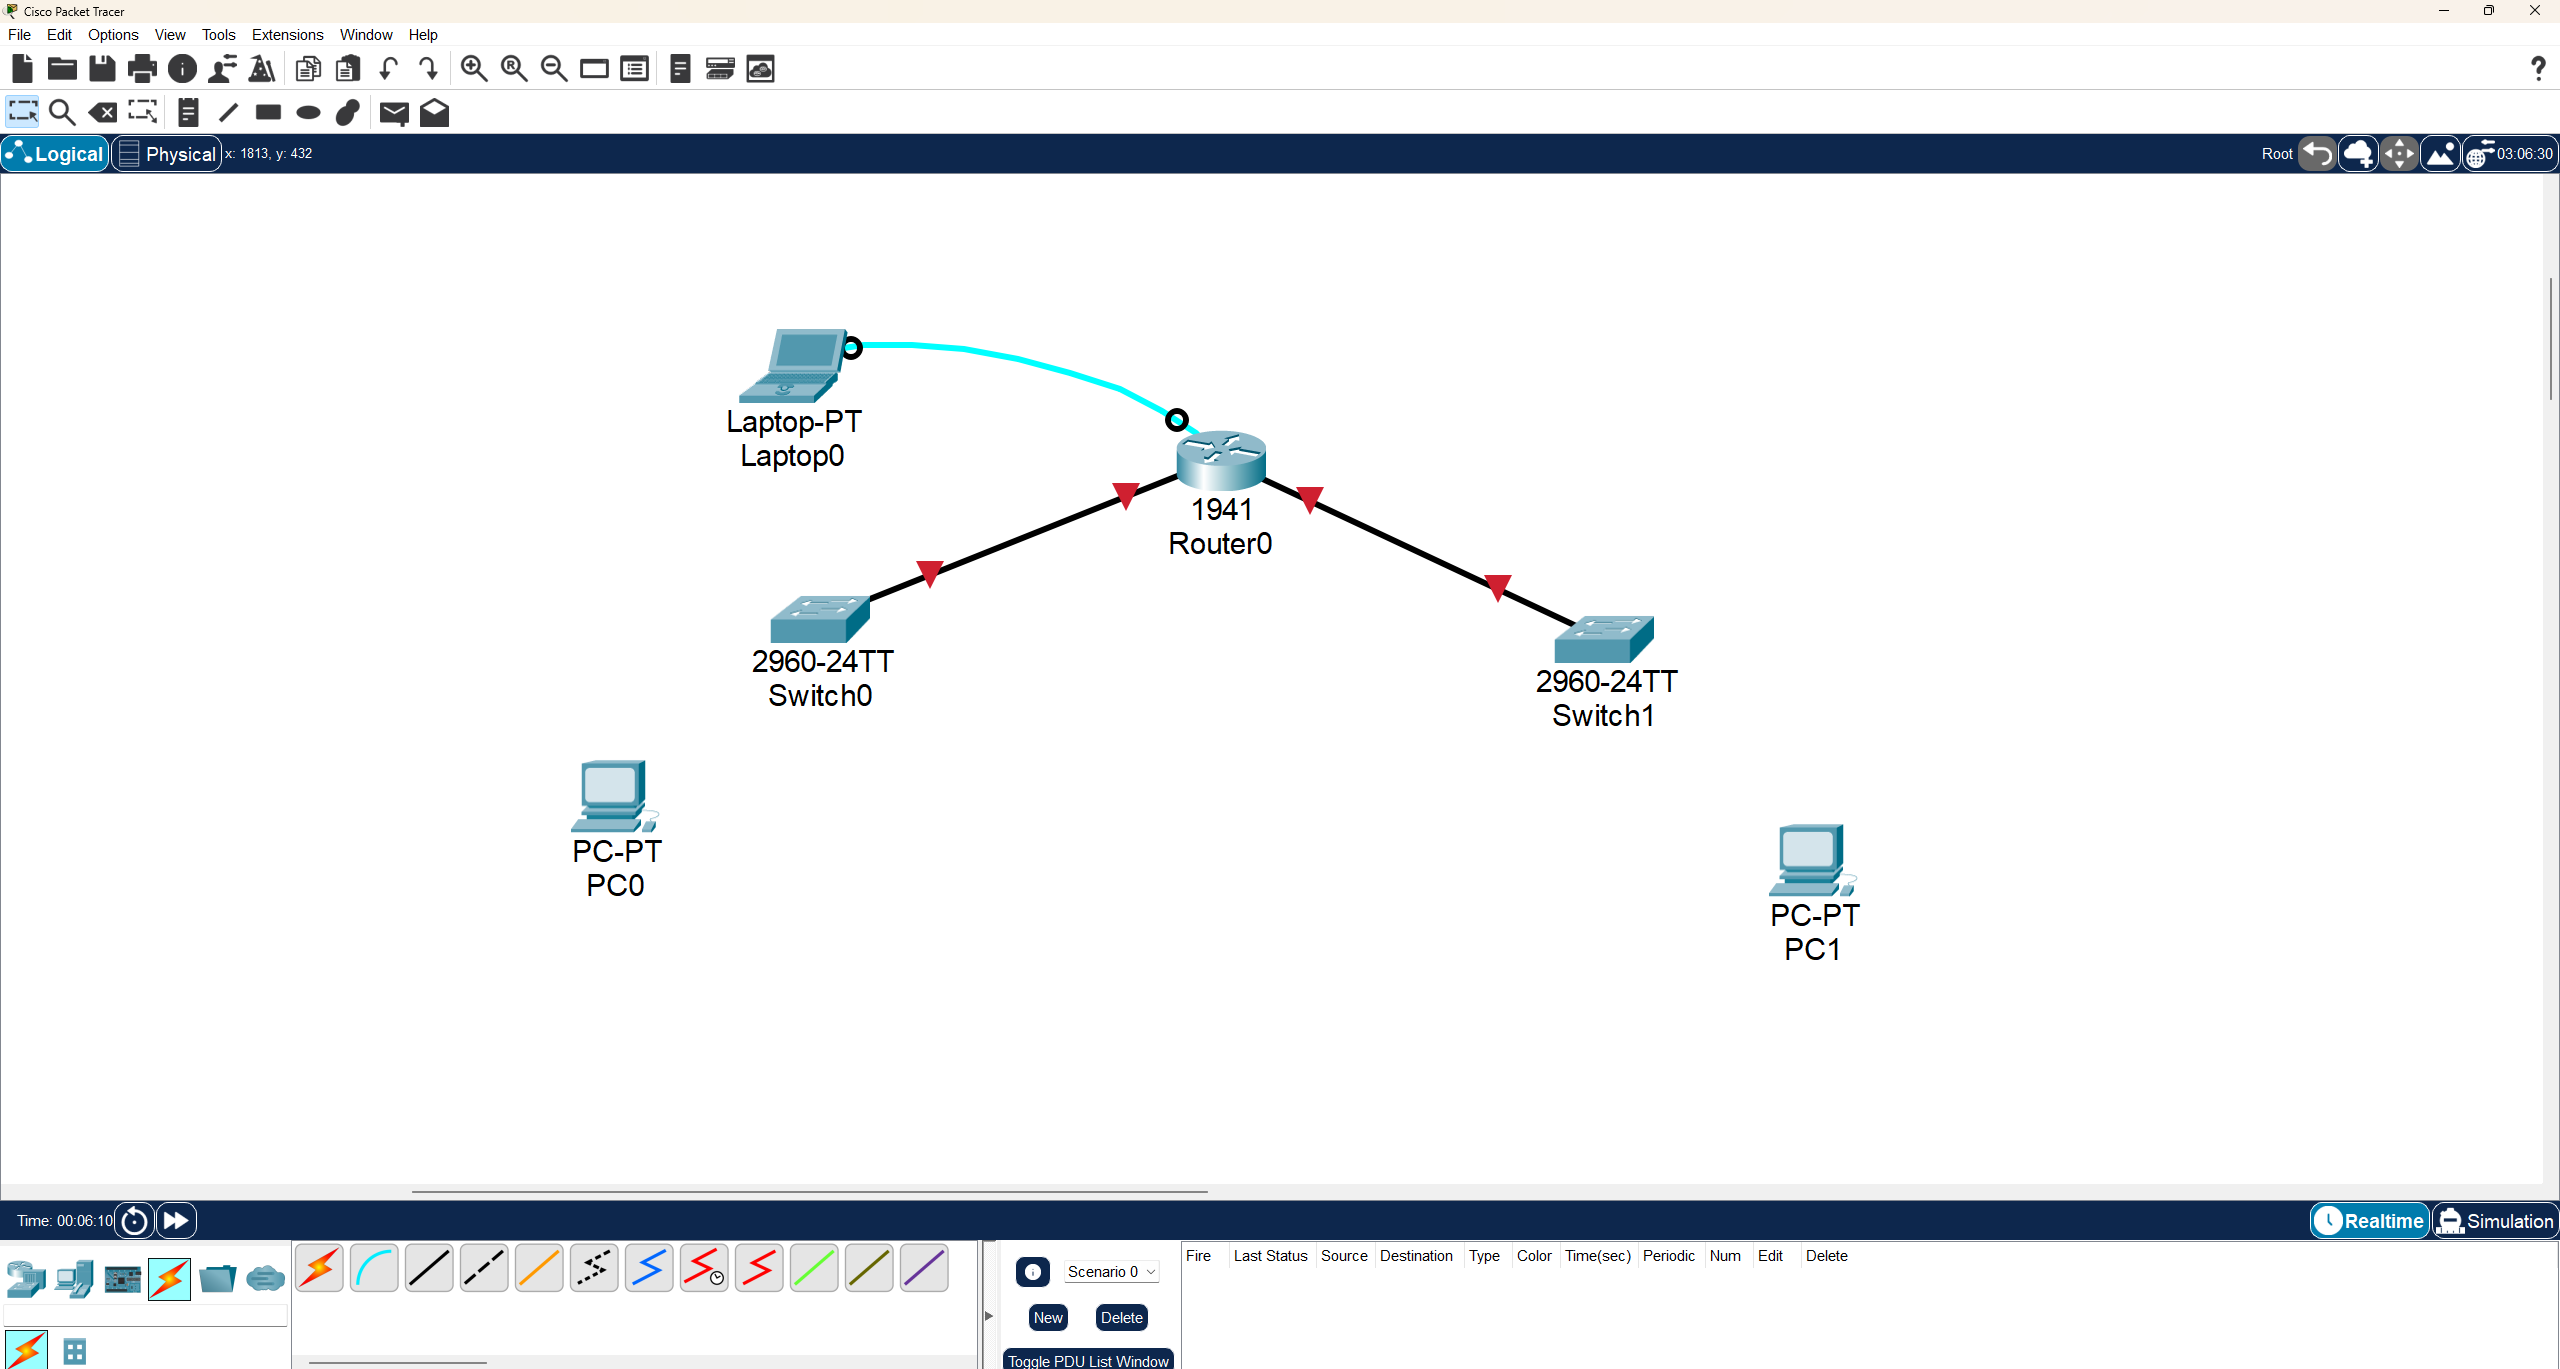 Cisco Packet Tracer
File Edit Options View Tools Extensions Window Help
Logical Physical x: 1813, y: 432 Root 03:06:30
Laptop-PT
Laptop0
1941
Router0
2960-24TT
Switch0
2960-24TT
Switch1
PC-PT
PC0
PC-PT
PC1
Time: 00:06:10 Realtime Simulation
Scenario 0
New Delete
Toggle PDU List Window
Fire Last Status Source Destination Type Color Time(sec) Periodic Num Edit Delete